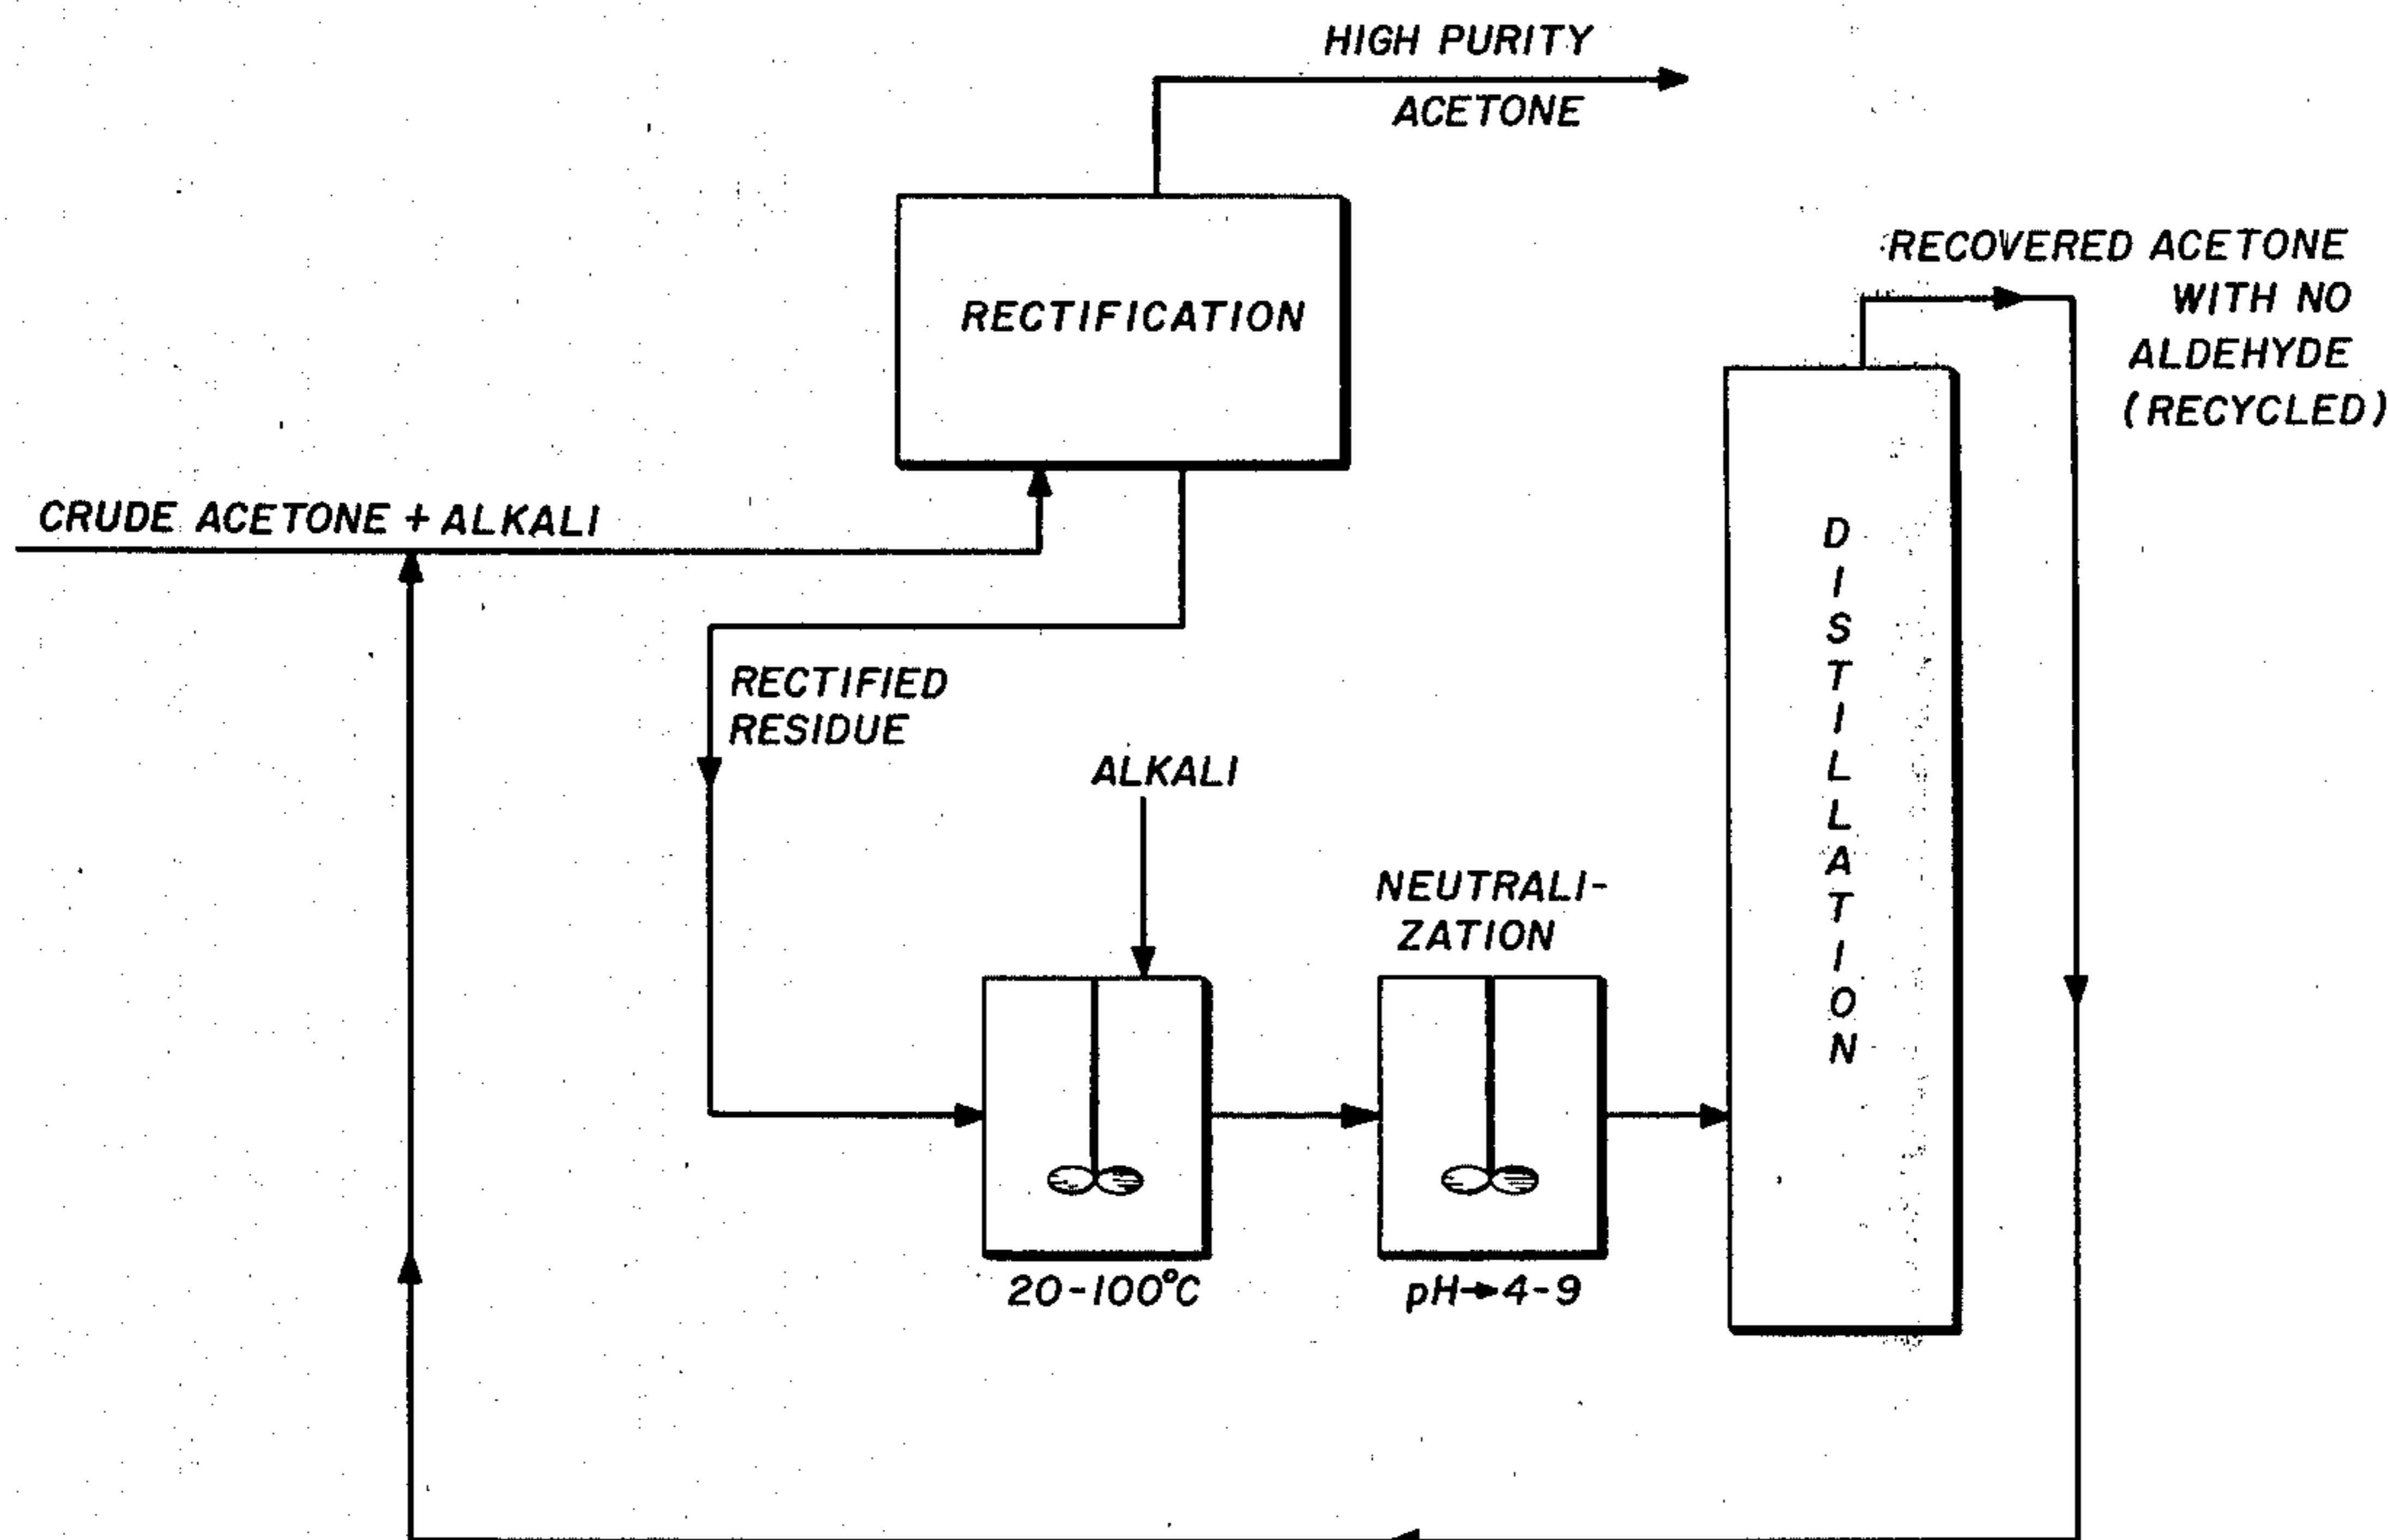 HIGH PURITY
ACETONE
RECTIFICATION
RECOVERED ACETONE
WITH NO
ALDEHYDE
(RECYCLED)
CRUDE ACETONE + ALKALI
RECTIFIED
RESIDUE
ALKALI
NEUTRALI-
ZATION
DISTILLATION
20-100°C
pH→4-9